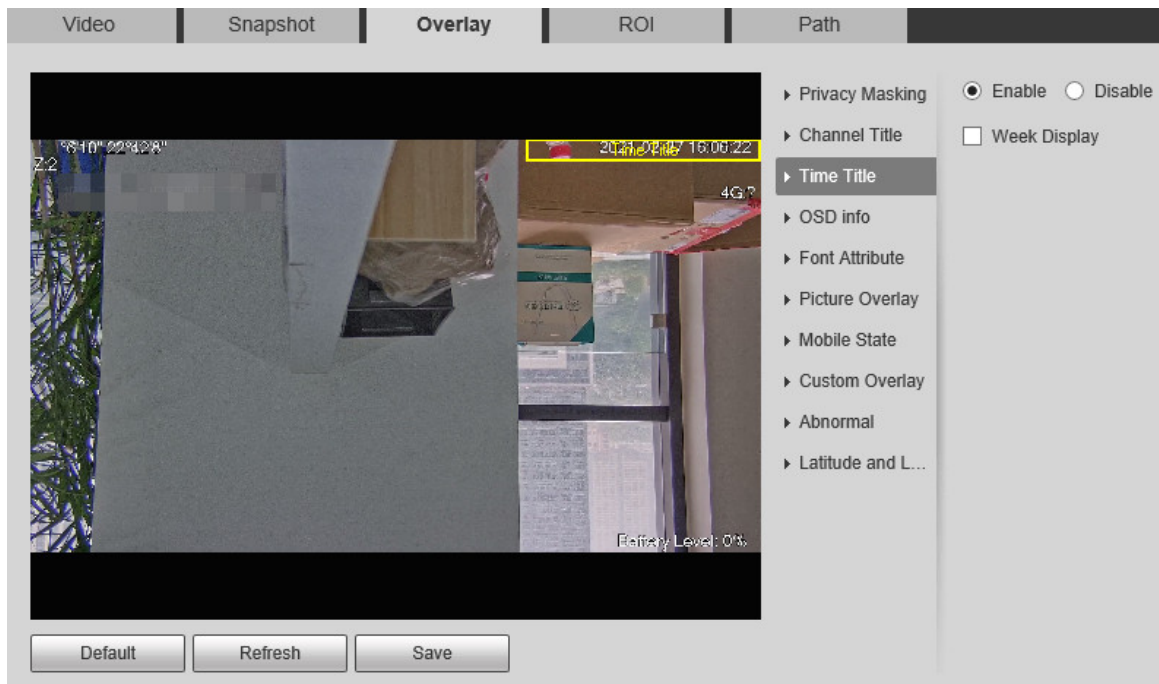 Video Snapshot Overlay ROI Path
Privacy Masking
Channel Title
Time Title
OSD info
Font Attribute
Picture Overlay
Mobile State
Custom Overlay
Abnormal
Latitude and L...
Enable Disable
Week Display
Z:2
Time Title
16:06:22
4G:?
Battery Level: 0%
Default Refresh Save